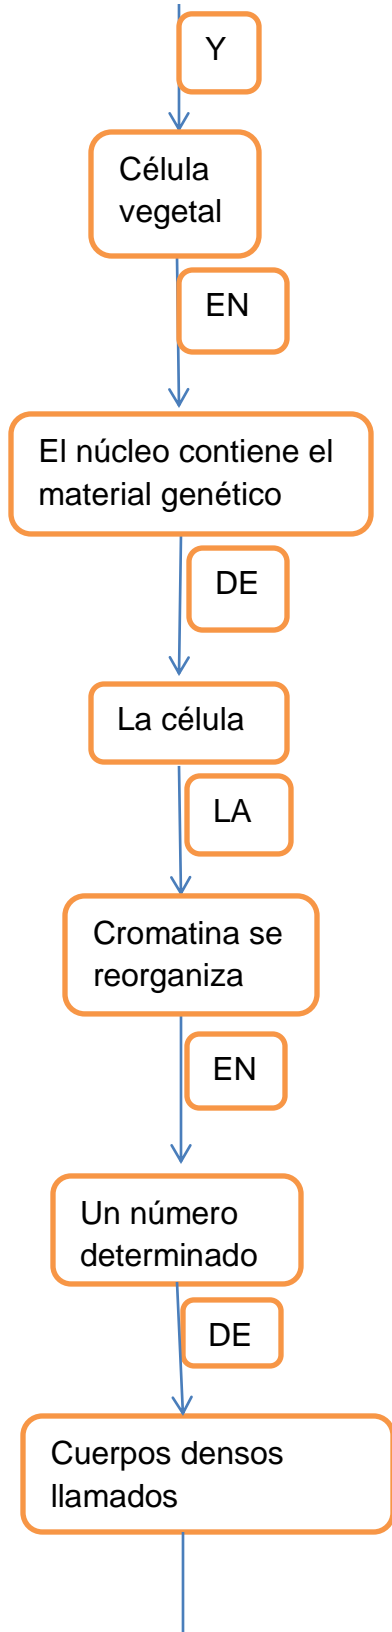 Y
Célula
vegetal
EN
El núcleo contiene el
material genético
DE
La célula
LA
Cromatina se
reorganiza
EN
Un número
determinado
DE
Cuerpos densos
llamados